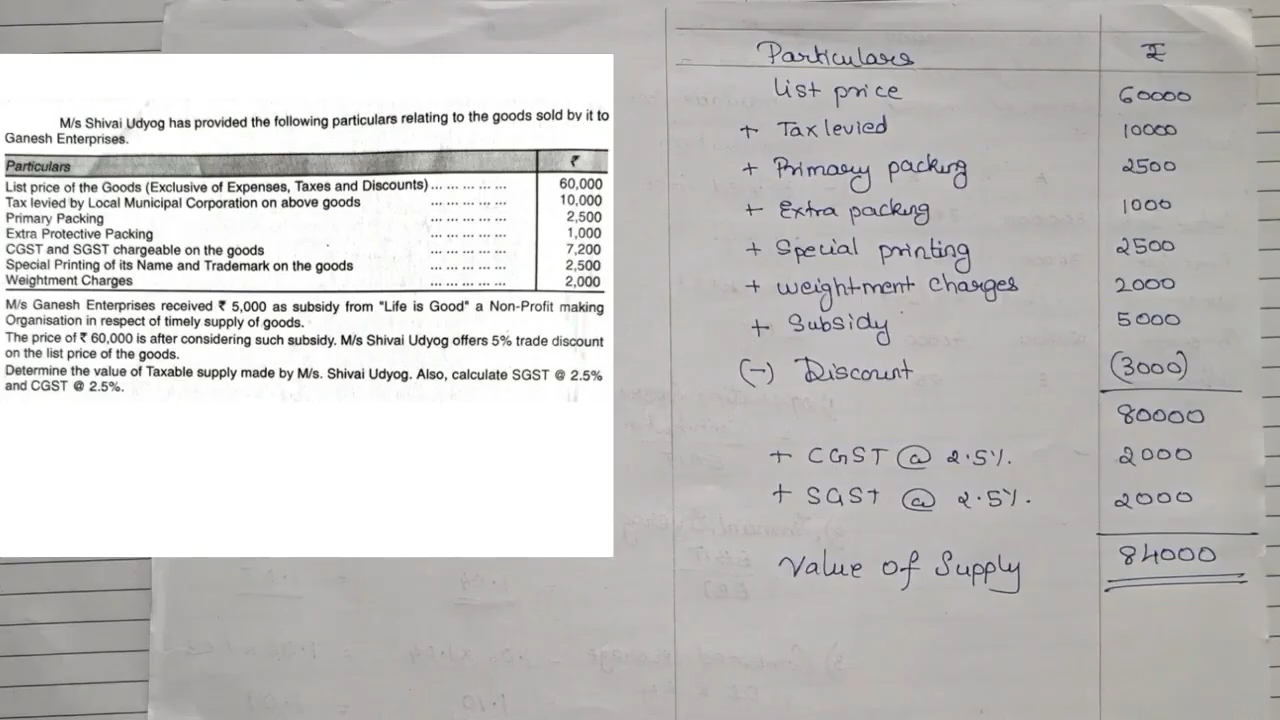 M/s Shivai Udyog has provided the following particulars relating to the goods sold by it to
Ganesh Enterprises.
Particulars ₹
List price of the Goods (Exclusive of Expenses, Taxes and Discounts) ... ... ... ... ... 60,000
Tax levied by Local Municipal Corporation on above goods ... ... ... ... ... 10,000
Primary Packing ... ... ... ... ... 2,500
Extra Protective Packing ... ... ... ... ... 1,000
CGST and SGST chargeable on the goods ... ... ... ... ... 7,200
Special Printing of its Name and Trademark on the goods ... ... ... ... ... 2,500
Weightment Charges ... ... ... ... ... 2,000
M/s Ganesh Enterprises received ₹ 5,000 as subsidy from "Life is Good" a Non-Profit making
Organisation in respect of timely supply of goods.
The price of ₹ 60,000 is after considering such subsidy. M/s Shivai Udyog offers 5% trade discount
on the list price of the goods.
Determine the value of Taxable supply made by M/s. Shivai Udyog. Also, calculate SGST @ 2.5%
and CGST @ 2.5%.
Particulars ₹
List price 60000
+ Tax levied 10000
+ Primary packing 2500
+ Extra packing 1000
+ Special printing 2500
+ weightment charges 2000
+ Subsidy 5000
(-) Discount (3000)
80000
+ CGST @ 2.5%. 2000
+ SGST @ 2.5%. 2000
Value of Supply 84000